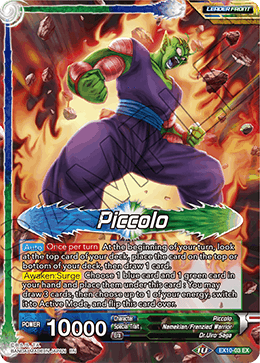 LEADER FRONT
Piccolo
Auto Once per turn At the beginning of your turn, look
at the top card of your deck, place the card on the top or
bottom of your deck, then draw 1 card.
Awaken:Surge Choose 1 blue card and 1 green card in
your hand and place them under this card : You may
draw 3 cards, then choose up to 1 of your energy, switch
it to Active Mode, and flip this card over.
POWER 10000
Character Piccolo
Special Trait Namekian/Frenzied Warrior
Era Dr.Uiro Saga
EX10-03 EX